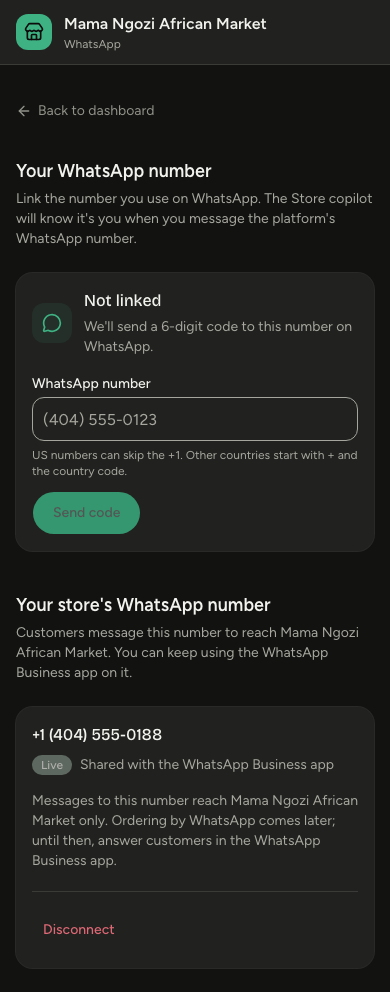 Mama Ngozi African Market
WhatsApp
Back to dashboard
Your WhatsApp number
Link the number you use on WhatsApp. The Store copilot
will know it's you when you message the platform's
WhatsApp number.
Not linked
We'll send a 6-digit code to this number on
WhatsApp.
WhatsApp number
(404) 555-0123
US numbers can skip the +1. Other countries start with + and
the country code.
Send code
Your store's WhatsApp number
Customers message this number to reach Mama Ngozi
African Market. You can keep using the WhatsApp
Business app on it.
+1 (404) 555-0188
Live Shared with the WhatsApp Business app
Messages to this number reach Mama Ngozi African
Market only. Ordering by WhatsApp comes later;
until then, answer customers in the WhatsApp
Business app.
Disconnect